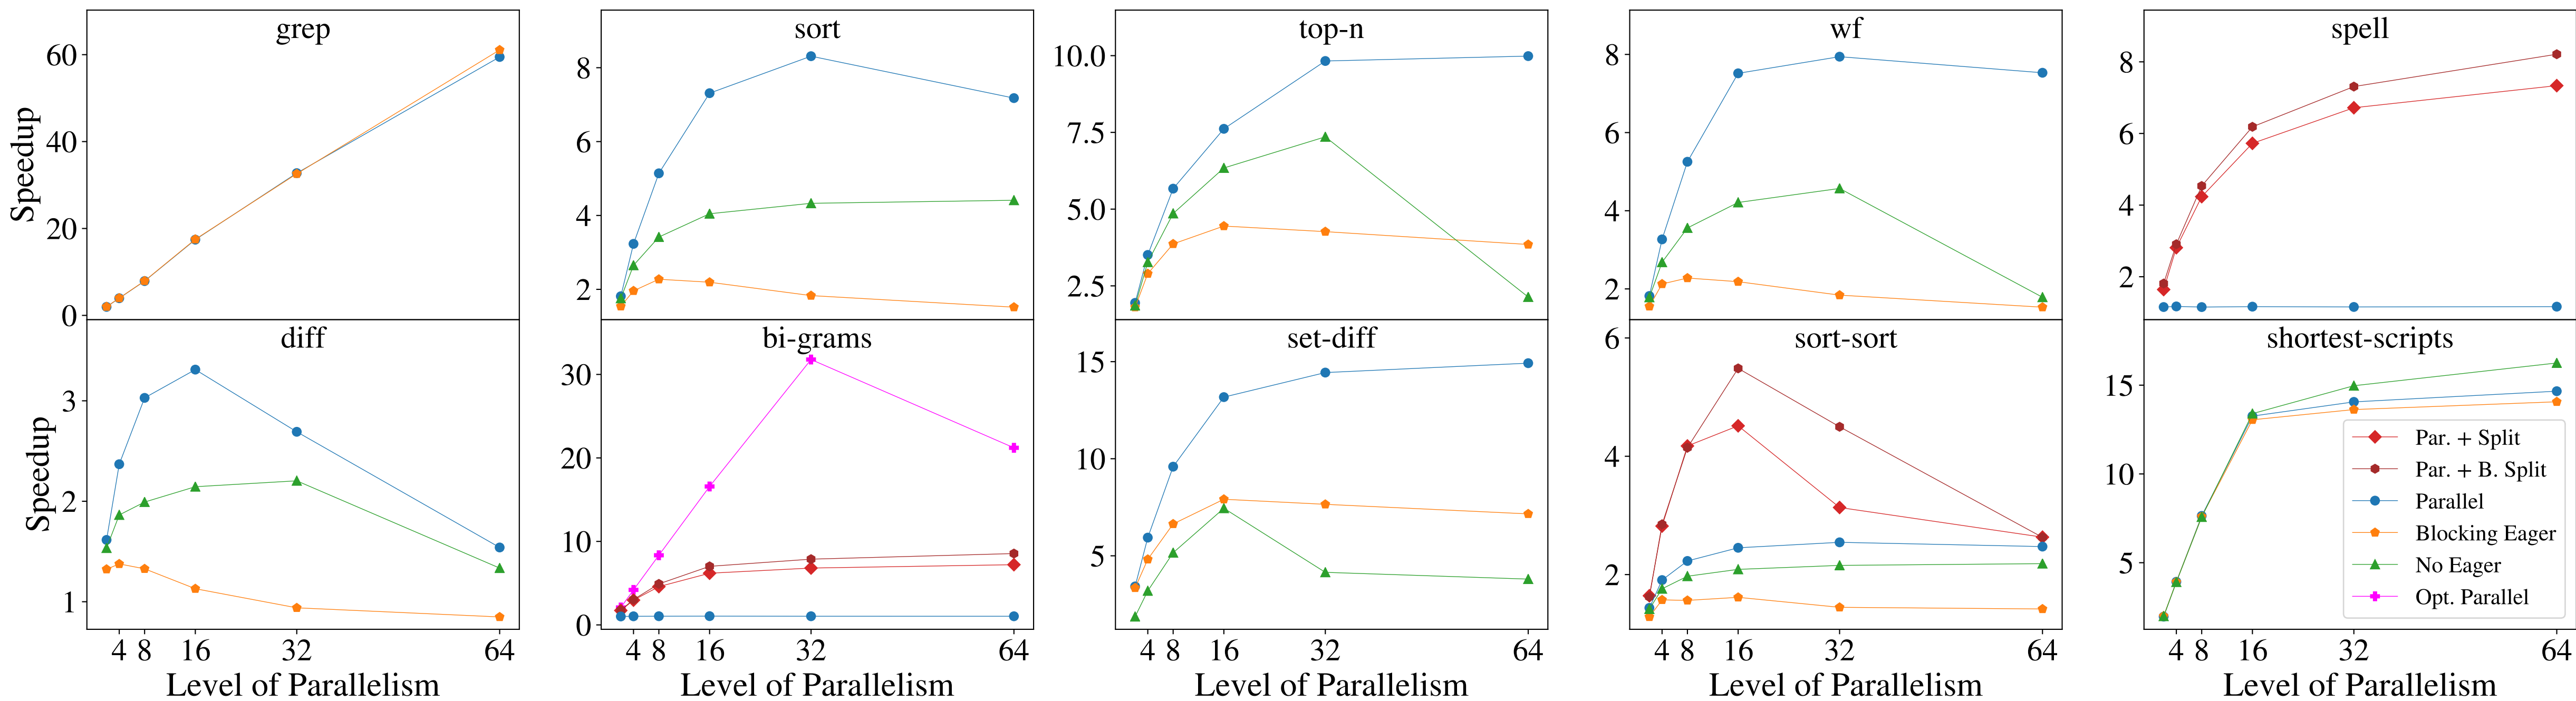 grep
60
40
20
0
Speedup
sort
8
6
4
2
top-n
10.0
7.5
5.0
2.5
wf
8
6
4
2
spell
8
6
4
2
diff
3
2
1
Speedup
4 8 16 32 64
Level of Parallelism
bi-grams
30
20
10
0
4 8 16 32 64
Level of Parallelism
set-diff
15
10
5
4 8 16 32 64
Level of Parallelism
sort-sort
6
4
2
4 8 16 32 64
Level of Parallelism
shortest-scripts
15
10
5
Par. + Split
Par. + B. Split
Parallel
Blocking Eager
No Eager
Opt. Parallel
4 8 16 32 64
Level of Parallelism